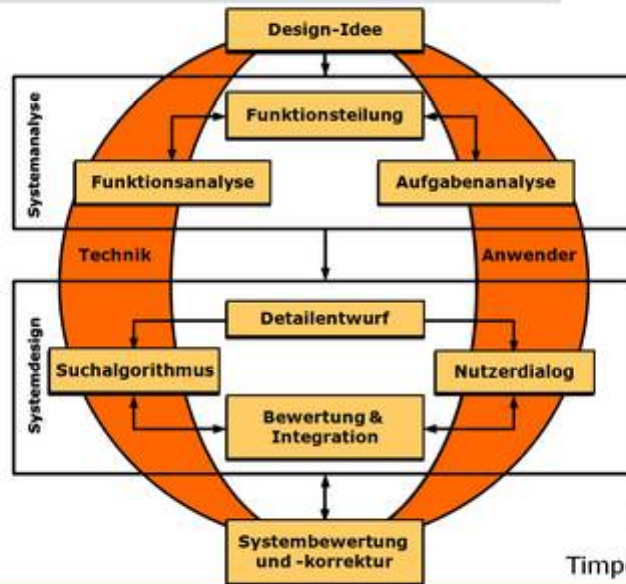 Design-Idee
Systemanalyse
Funktionsteilung
Funktionsanalyse
Aufgabenanalyse
Technik
Anwender
Systemdesign
Detailentwurf
Suchalgorithmus
Nutzerdialog
Bewertung &
Integration
Systembewertung
und -korrektur